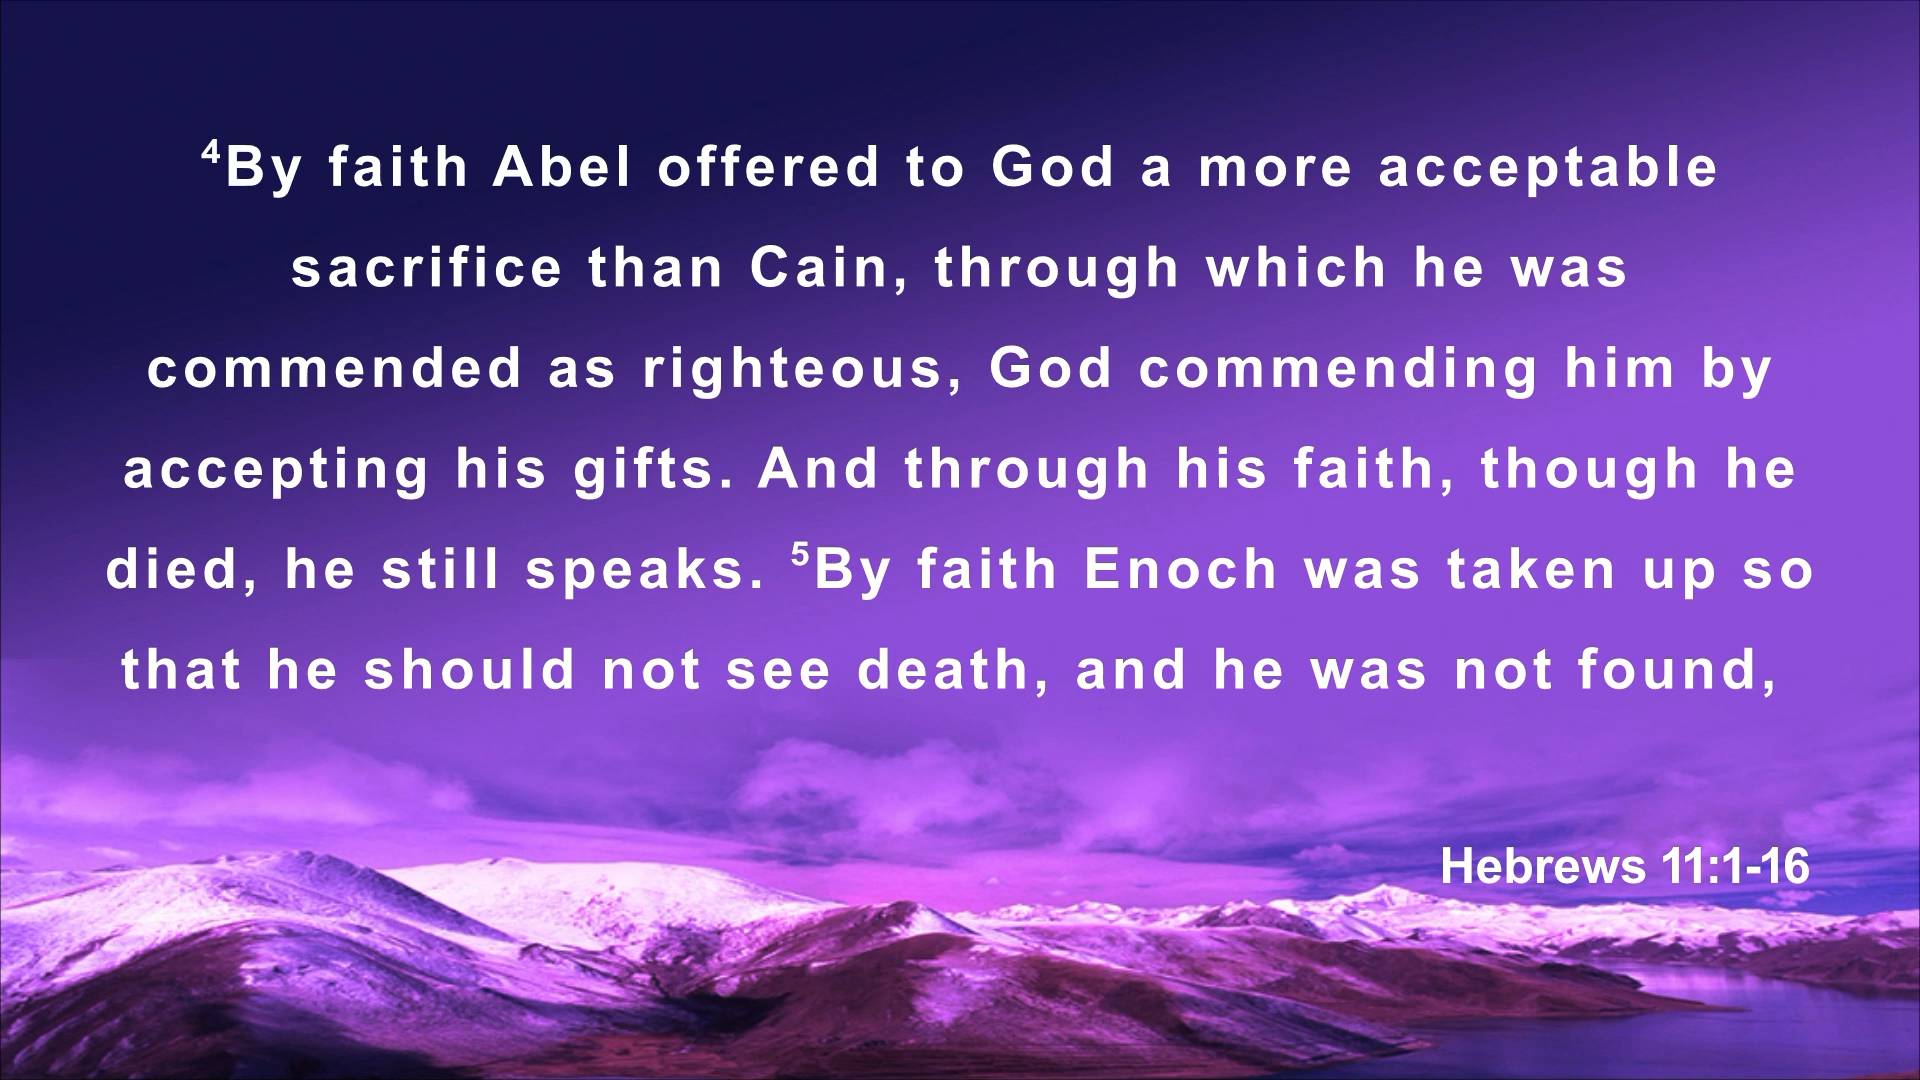 ⁴By faith Abel offered to God a more acceptable
sacrifice than Cain, through which he was
commended as righteous, God commending him by
accepting his gifts. And through his faith, though he
died, he still speaks. ⁵By faith Enoch was taken up so
that he should not see death, and he was not found,
Hebrews 11:1-16